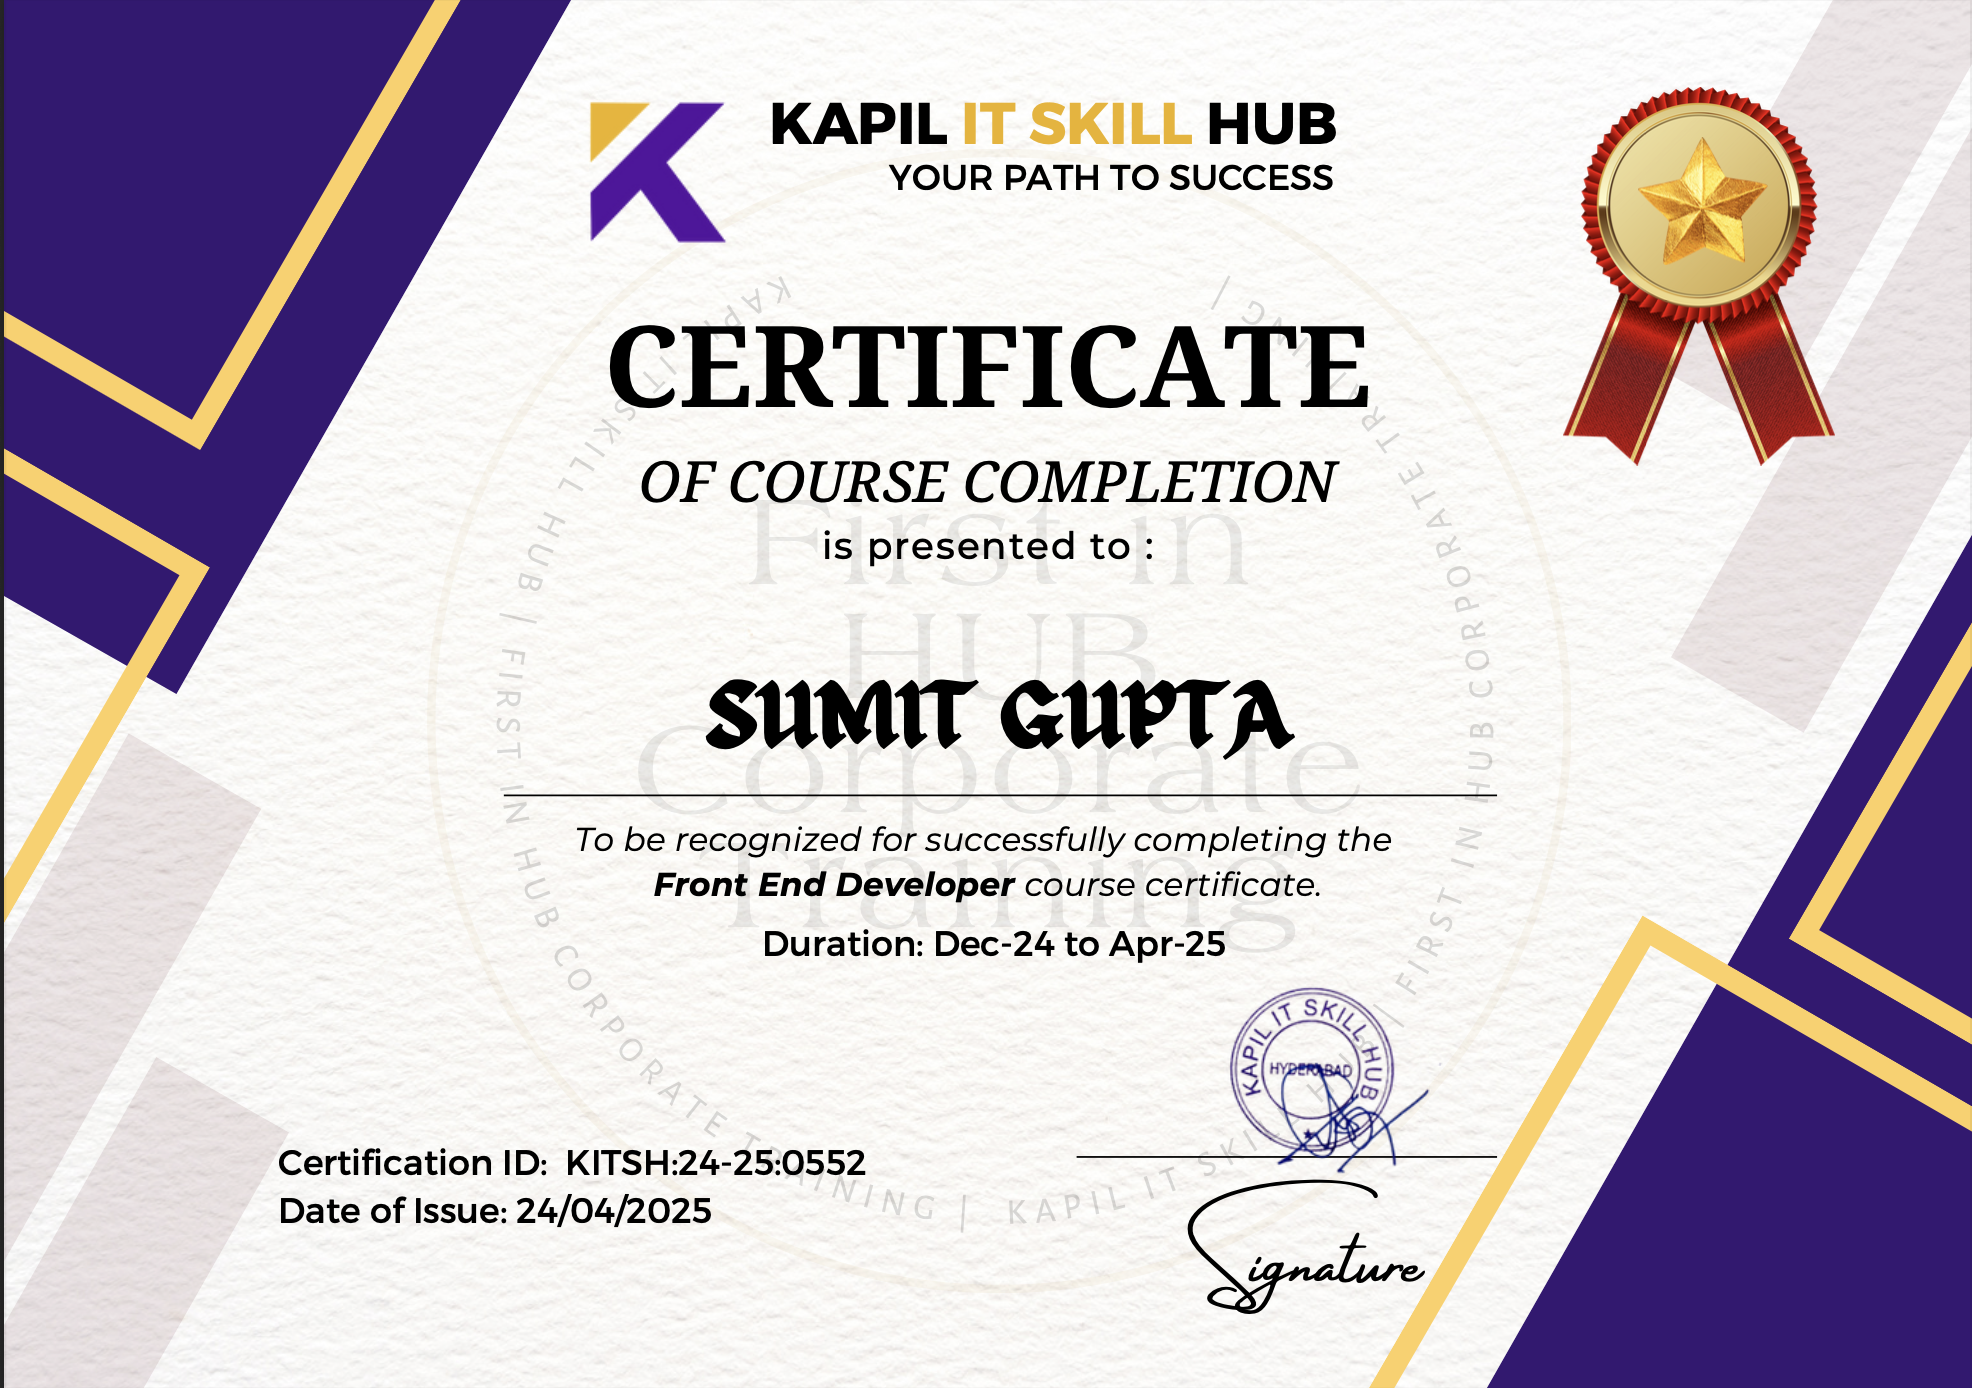 KAPIL IT SKILL HUB
YOUR PATH TO SUCCESS
CERTIFICATE
OF COURSE COMPLETION
is presented to :
SUMIT GUPTA
To be recognized for successfully completing the
Front End Developer course certificate.
Duration: Dec-24 to Apr-25
KAPIL IT SKILL HUB
HYDERABAD
Certification ID:  KITSH:24-25:0552
Date of Issue: 24/04/2025
Signature
First in
HUB
Corporate
Training
KAPIL IT SKILL HUB | FIRST IN HUB CORPORATE TRAINING | KAPIL IT SKILL HUB | FIRST IN HUB CORPORATE TRAINING |